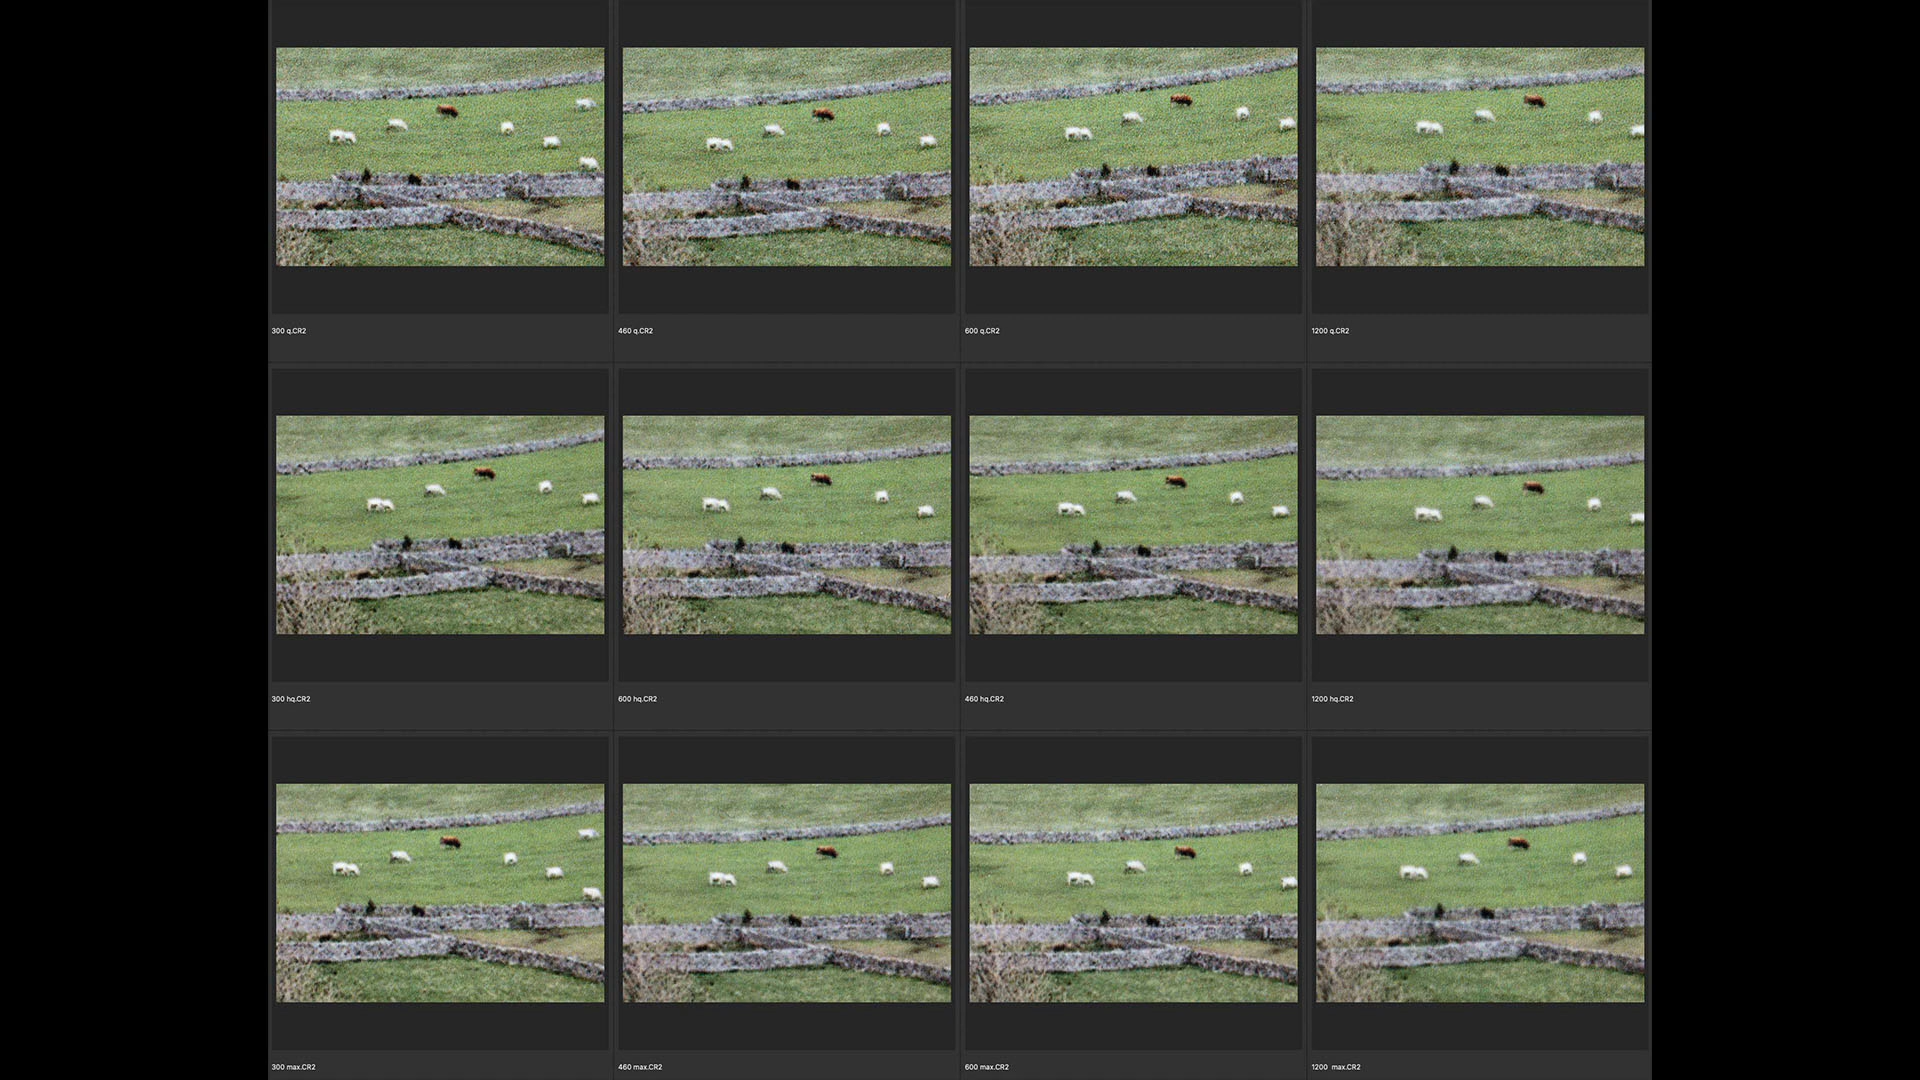 300 q.CR2
460 q.CR2
600 q.CR2
1200 q.CR2
300 hq.CR2
600 hq.CR2
460 hq.CR2
1200 hq.CR2
300 max.CR2
460 max.CR2
600 max.CR2
1200  max.CR2